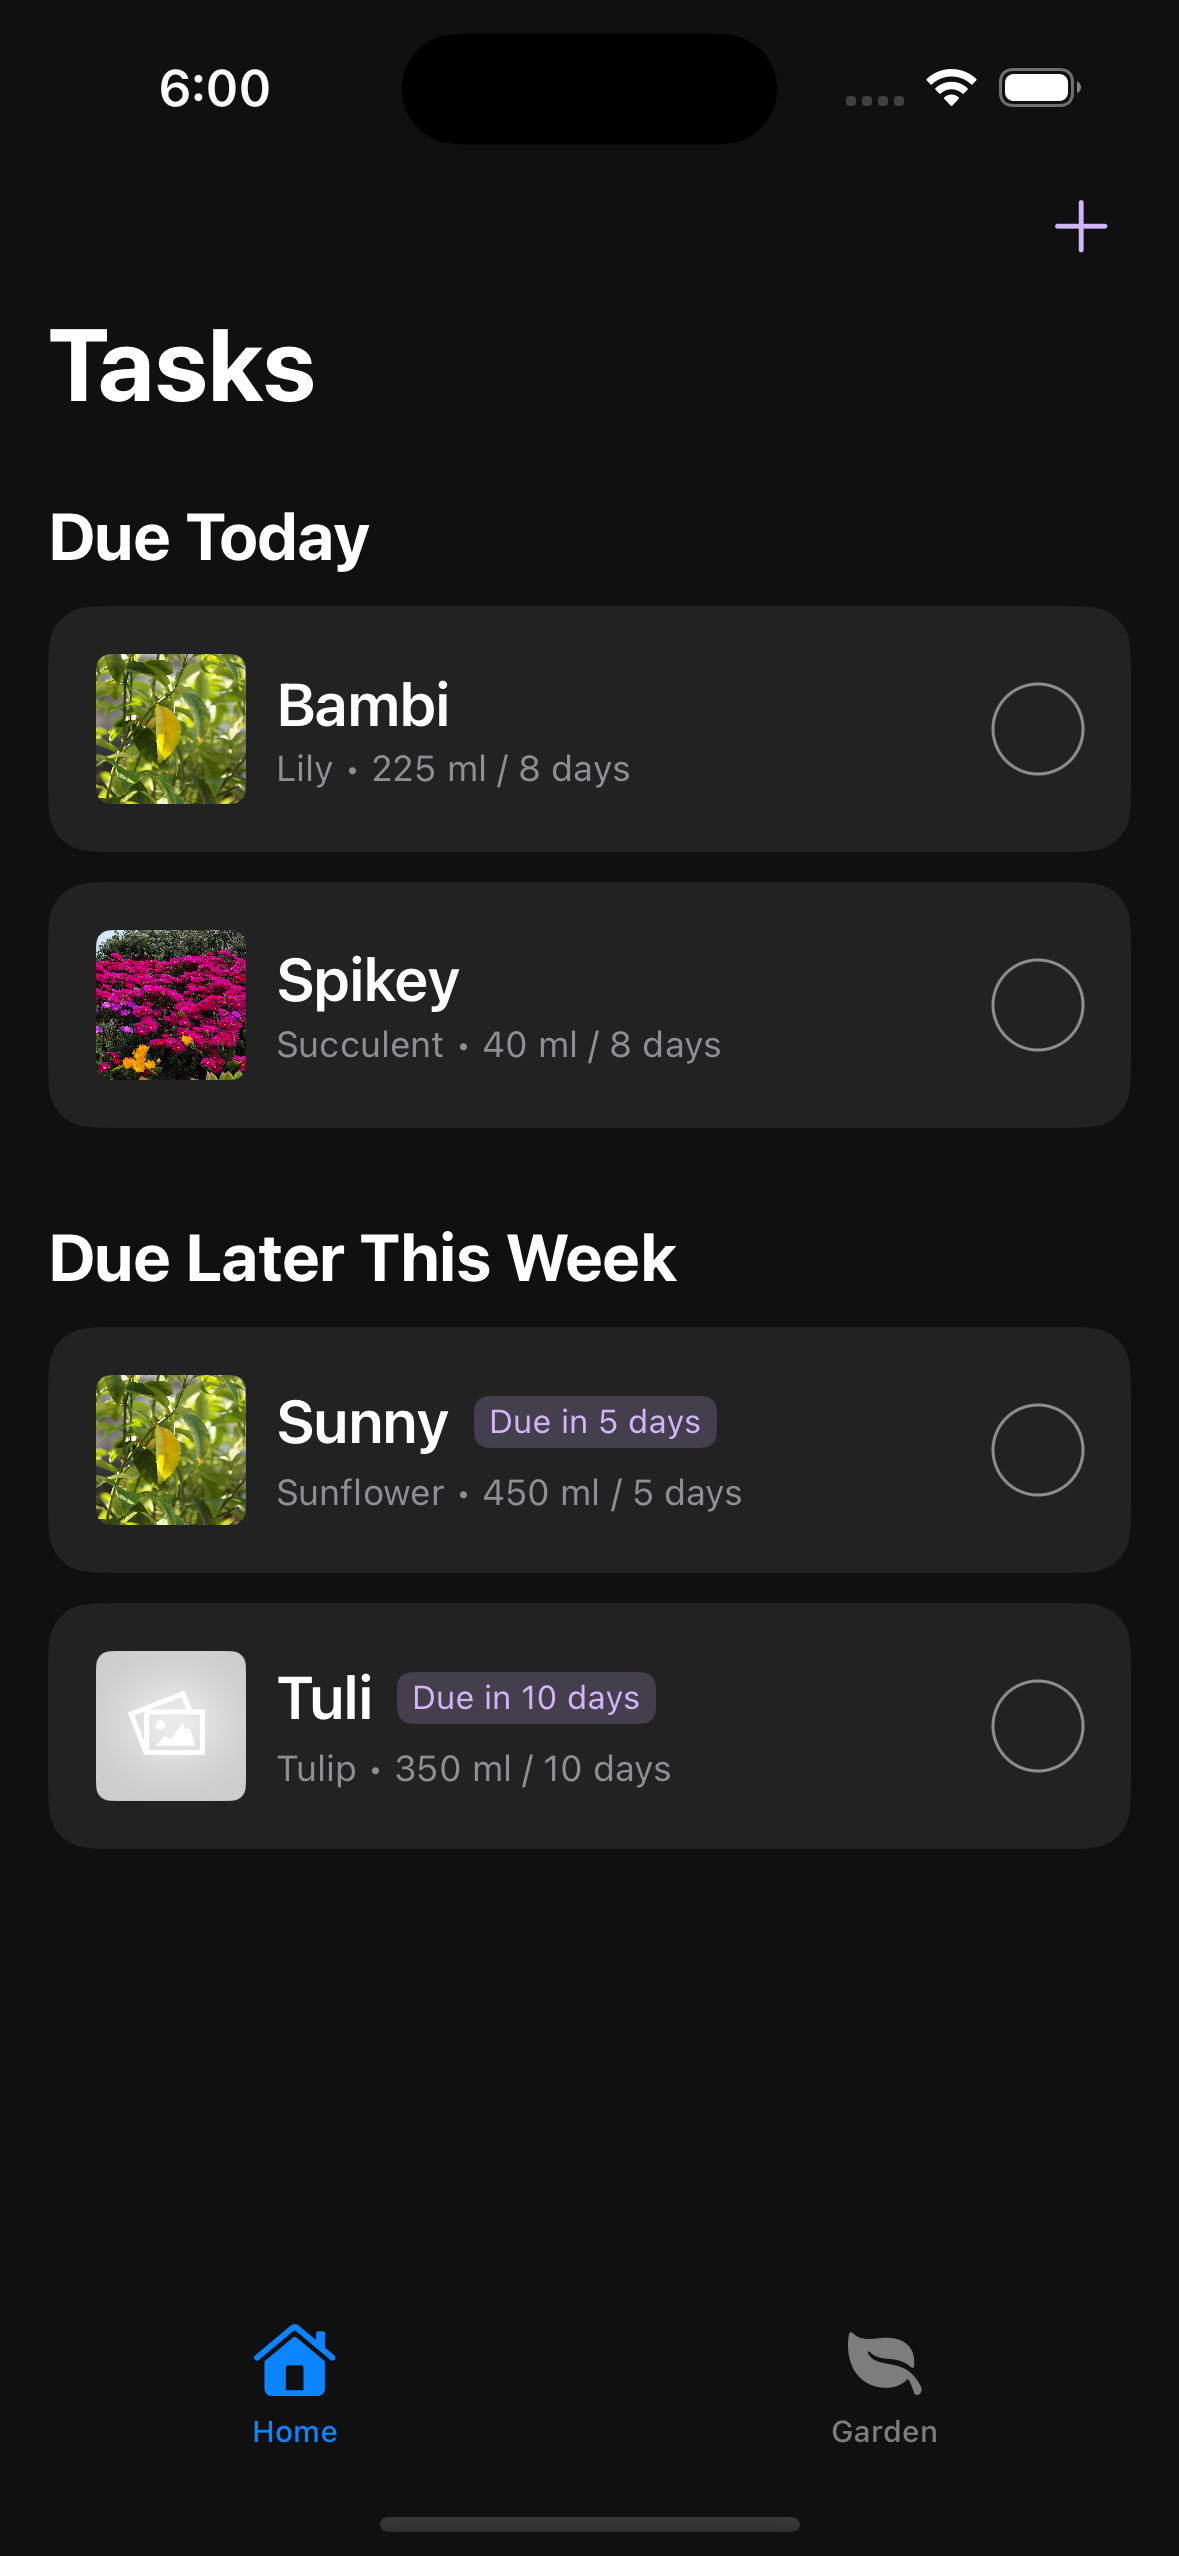 6:00
Tasks
Due Today
Bambi
Lily • 225 ml / 8 days
Spikey
Succulent • 40 ml / 8 days
Due Later This Week
Sunny Due in 5 days
Sunflower • 450 ml / 5 days
Tuli Due in 10 days
Tulip • 350 ml / 10 days
Home Garden